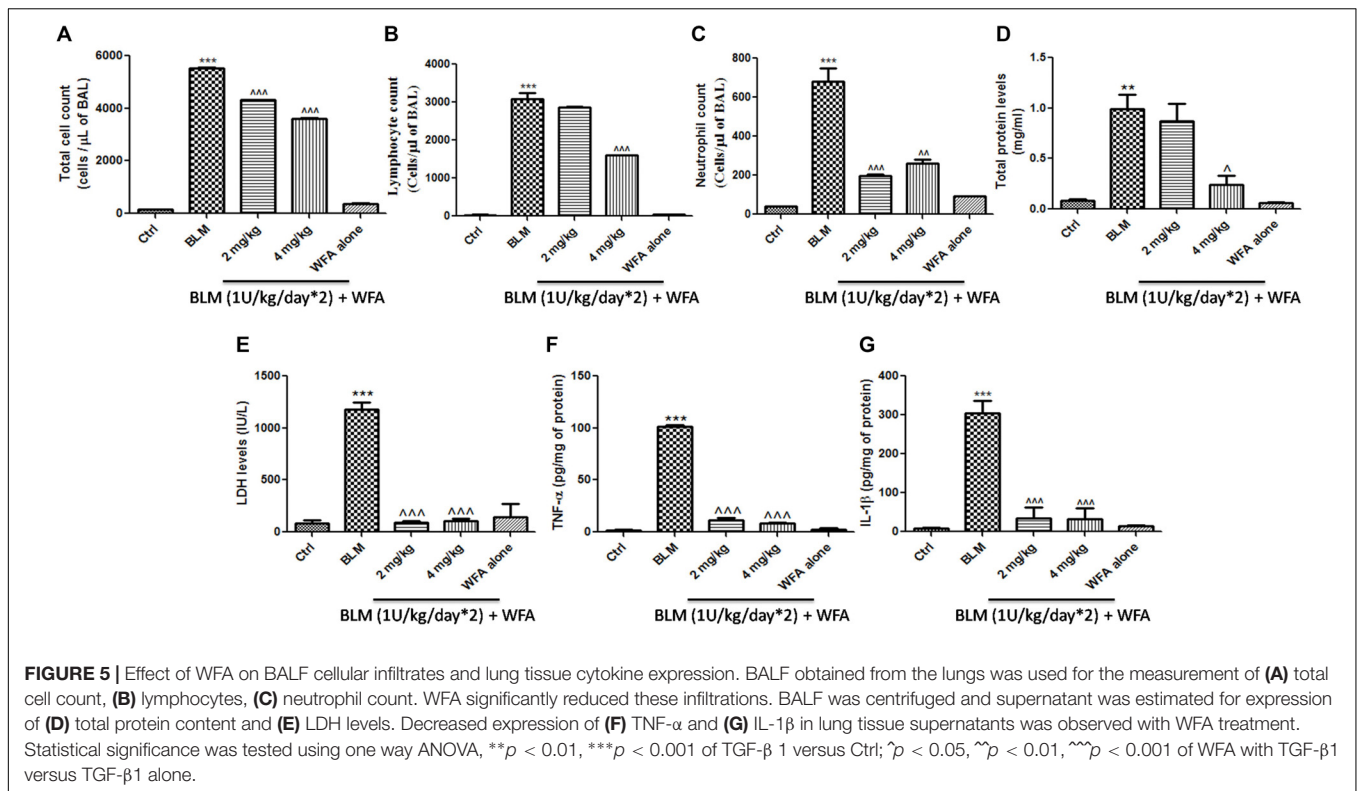 A
Total cell count
(cells / μL of BAL)
6000
4000
2000
0
***
^^^
^^^
Ctrl
BLM
2 mg/kg
4 mg/kg
WFA alone
BLM (1U/kg/day*2) + WFA
B
Lymphocyte count
(Cells/μl of BAL)
4000
3000
2000
1000
0
***
^^^
Ctrl
BLM
2 mg/kg
4 mg/kg
WFA alone
BLM (1U/kg/day*2) + WFA
C
Neutrophil count
(Cells/μl of BAL)
800
600
400
200
0
***
^^^
^^
Ctrl
BLM
2 mg/kg
4 mg/kg
WFA alone
BLM (1U/kg/day*2) + WFA
D
Total protein levels
(mg/ml)
1.5
1.0
0.5
0.0
**
^
Ctrl
BLM
2 mg/kg
4 mg/kg
WFA alone
BLM (1U/kg/day*2) + WFA
E
LDH levels (IU/L)
1500
1000
500
0
***
^^^
^^^
Ctrl
BLM
2 mg/kg
4 mg/kg
WFA alone
BLM (1U/kg/day*2) + WFA
F
TNF-α (pg/mg of protein)
150
100
50
0
***
^^^
^^^
Ctrl
BLM
2 mg/kg
4 mg/kg
WFA alone
BLM (1U/kg/day*2) + WFA
G
IL-1β (pg/mg of protein)
400
300
200
100
0
***
^^^
^^^
Ctrl
BLM
2 mg/kg
4 mg/kg
WFA alone
BLM (1U/kg/day*2) + WFA
FIGURE 5 | Effect of WFA on BALF cellular infiltrates and lung tissue cytokine expression. BALF obtained from the lungs was used for the measurement of (A) total
cell count, (B) lymphocytes, (C) neutrophil count. WFA significantly reduced these infiltrations. BALF was centrifuged and supernatant was estimated for expression
of (D) total protein content and (E) LDH levels. Decreased expression of (F) TNF-α and (G) IL-1β in lung tissue supernatants was observed with WFA treatment.
Statistical significance was tested using one way ANOVA, **p < 0.01, ***p < 0.001 of TGF-β 1 versus Ctrl; ^p < 0.05, ^^p < 0.01, ^^^p < 0.001 of WFA with TGF-β1
versus TGF-β1 alone.